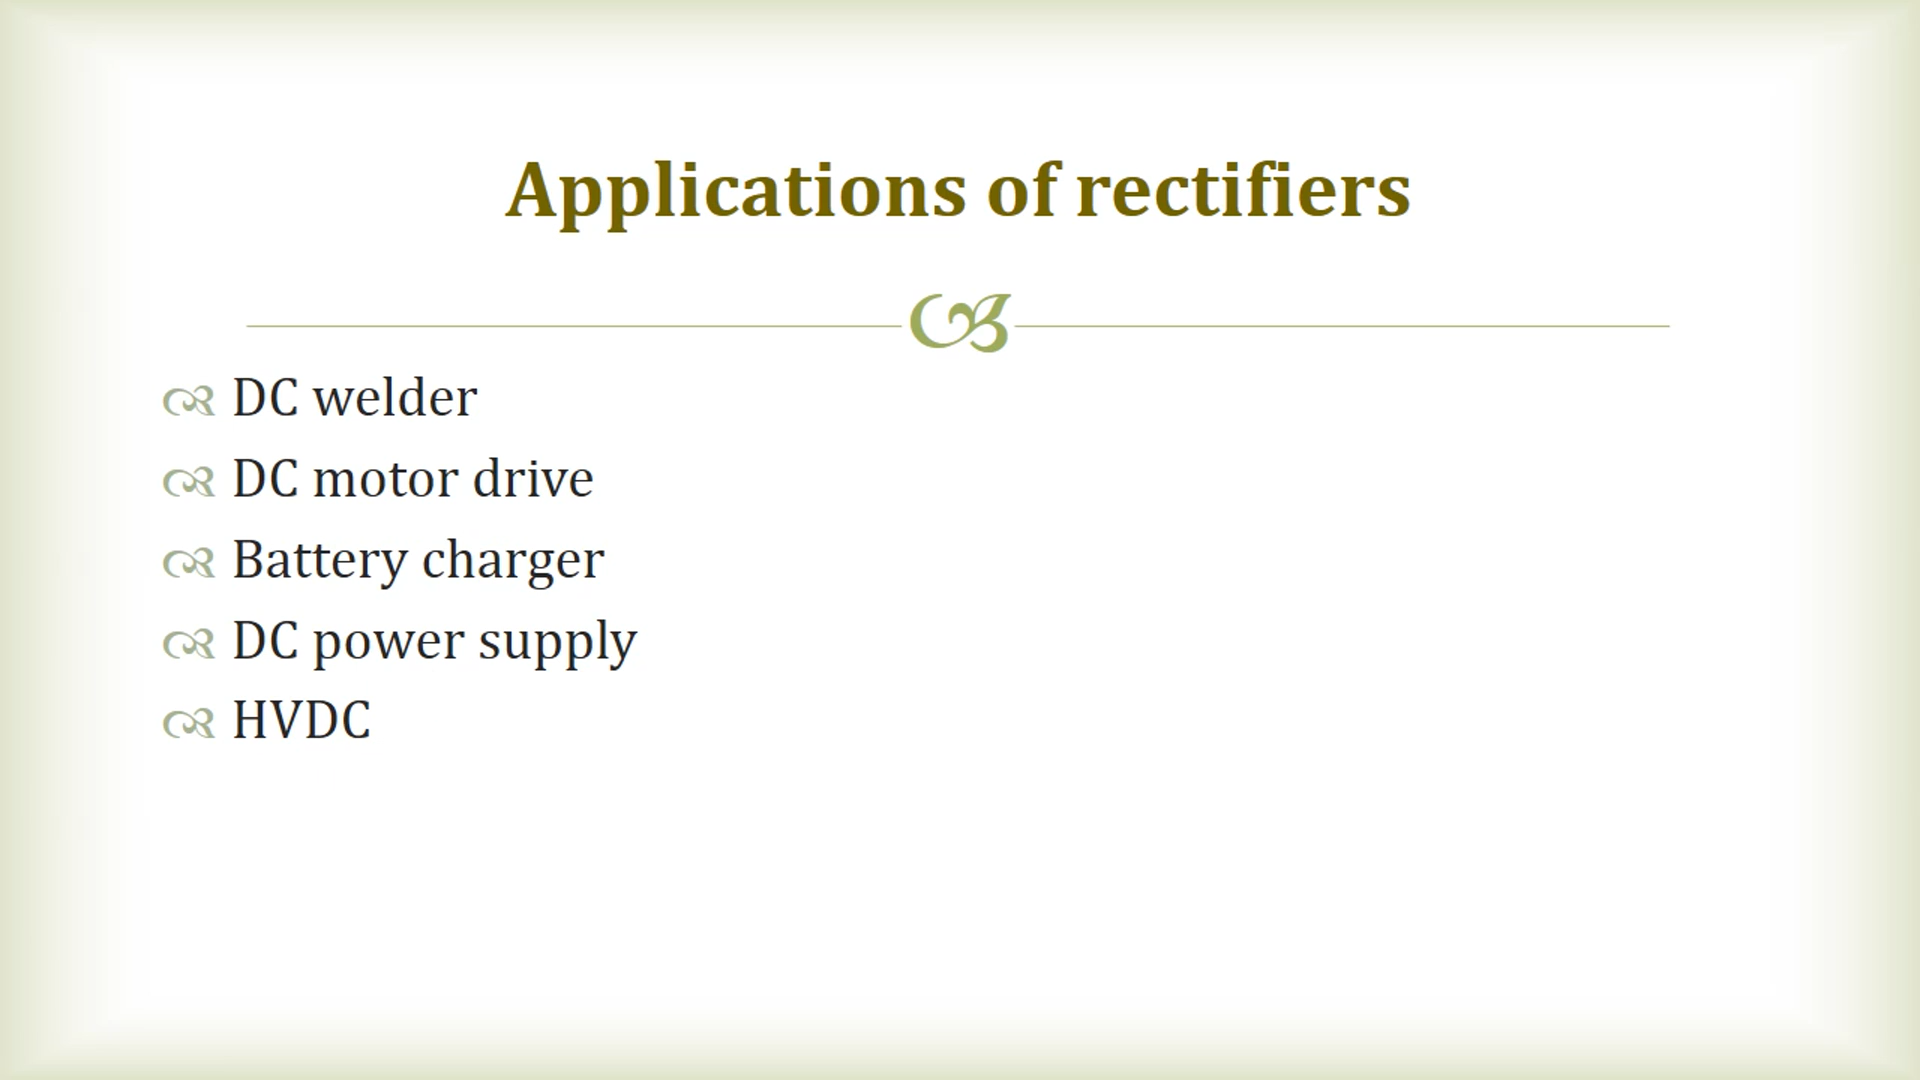 Applications of rectifiers
DC welder
DC motor drive
Battery charger
DC power supply
HVDC